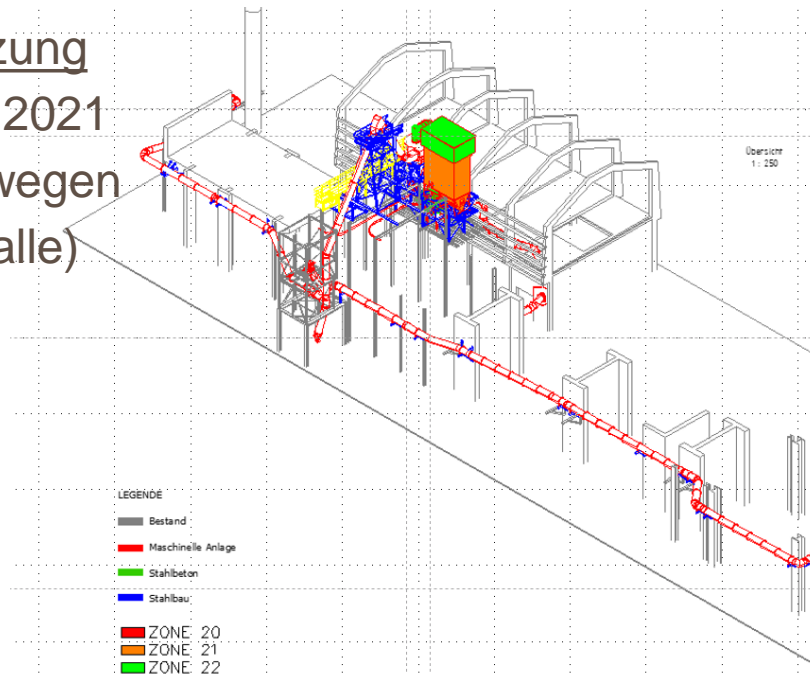 zung
2021
wegen
alle)
Übersicht
1: 250
LEGENDE
Bestand
Maschinelle Anlage
Stahlbeton
Stahlbau
ZONE 20
ZONE 21
ZONE 22